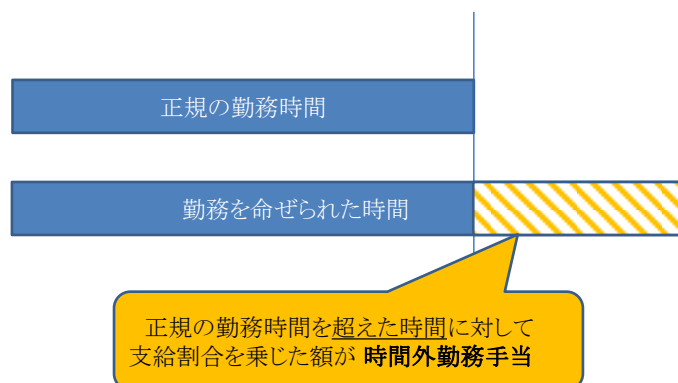 正規の勤務時間
勤務を命ぜられた時間
正規の勤務時間を超えた時間に対して
支給割合を乗じた額が 時間外勤務手当